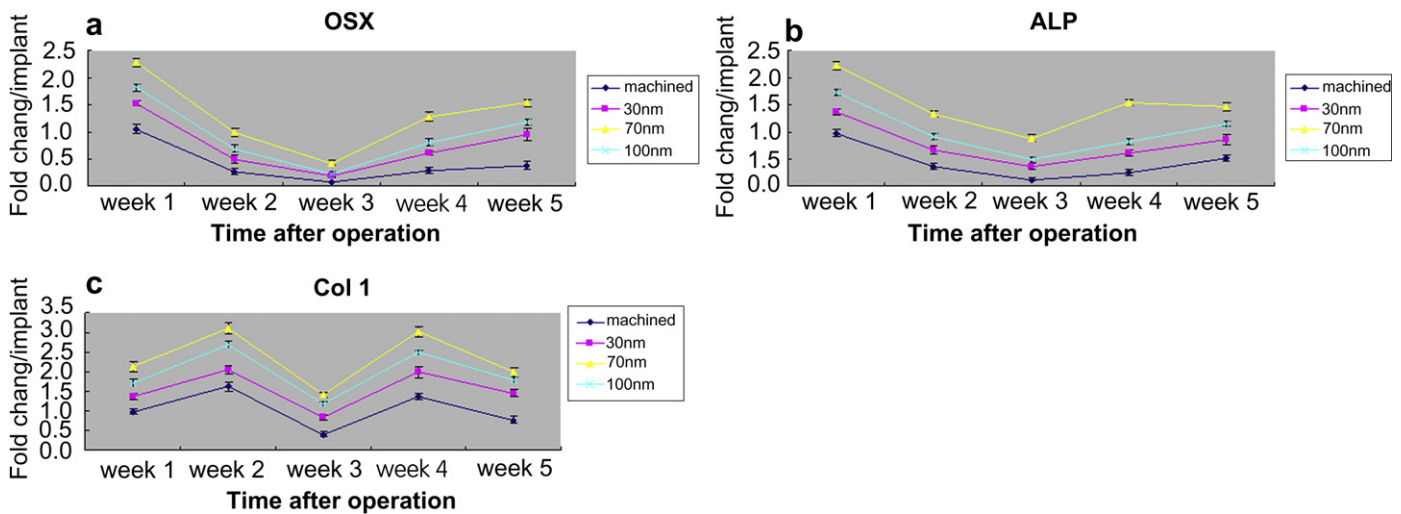 a
OSX
Fold chang/implant
2.5
2.0
1.5
1.0
0.5
0.0
week 1 week 2 week 3 week 4 week 5
Time after operation
machined
30nm
70nm
100nm
b
ALP
Fold chang/implant
2.5
2.0
1.5
1.0
1.5
0.0
week 1 week 2 week 3 week 4 week 5
Time after operation
machined
30nm
70nm
100nm
c
Col 1
Fold chang/implant
3.5
3.0
2.5
2.0
1.5
1.0
0.5
0.0
week 1 week 2 week 3 week 4 week 5
Time after operation
machined
30nm
70nm
100nm